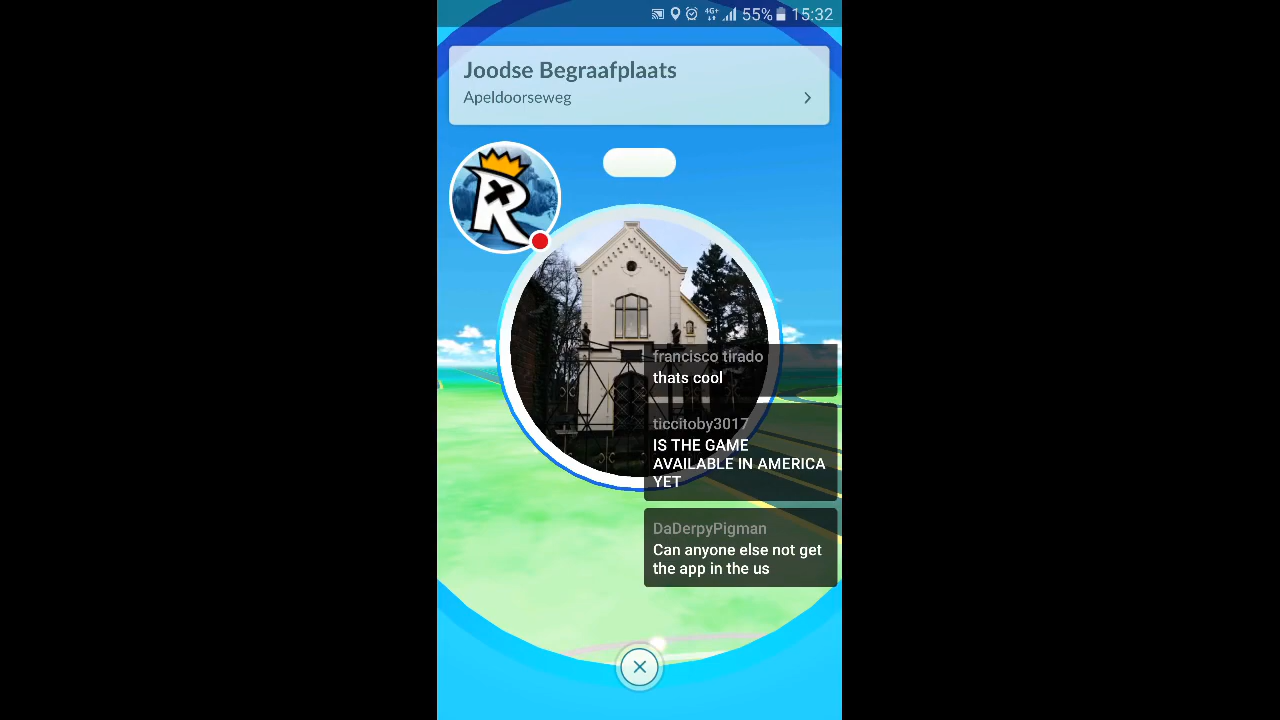 4G+ 55% 15:32
Joodse Begraafplaats
Apeldoorseweg
R
francisco tirado
thats cool
ticcitoby3017
IS THE GAME
AVAILABLE IN AMERICA
YET
DaDerpyPigman
Can anyone else not get
the app in the us